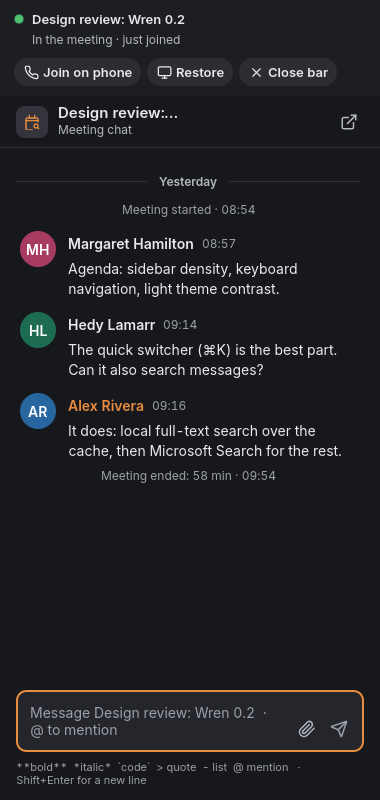 Design review: Wren 0.2
In the meeting · just joined
Join on phone
Restore
Close bar
Design review:...
Meeting chat
Yesterday
Meeting started · 08:54
MH
Margaret Hamilton 08:57
Agenda: sidebar density, keyboard
navigation, light theme contrast.
HL
Hedy Lamarr 09:14
The quick switcher (⌘K) is the best part.
Can it also search messages?
AR
Alex Rivera 09:16
It does: local full-text search over the
cache, then Microsoft Search for the rest.
Meeting ended: 58 min · 09:54
Message Design review: Wren 0.2 ·
@ to mention
**bold** *italic* `code` > quote - list @ mention ·
Shift+Enter for a new line